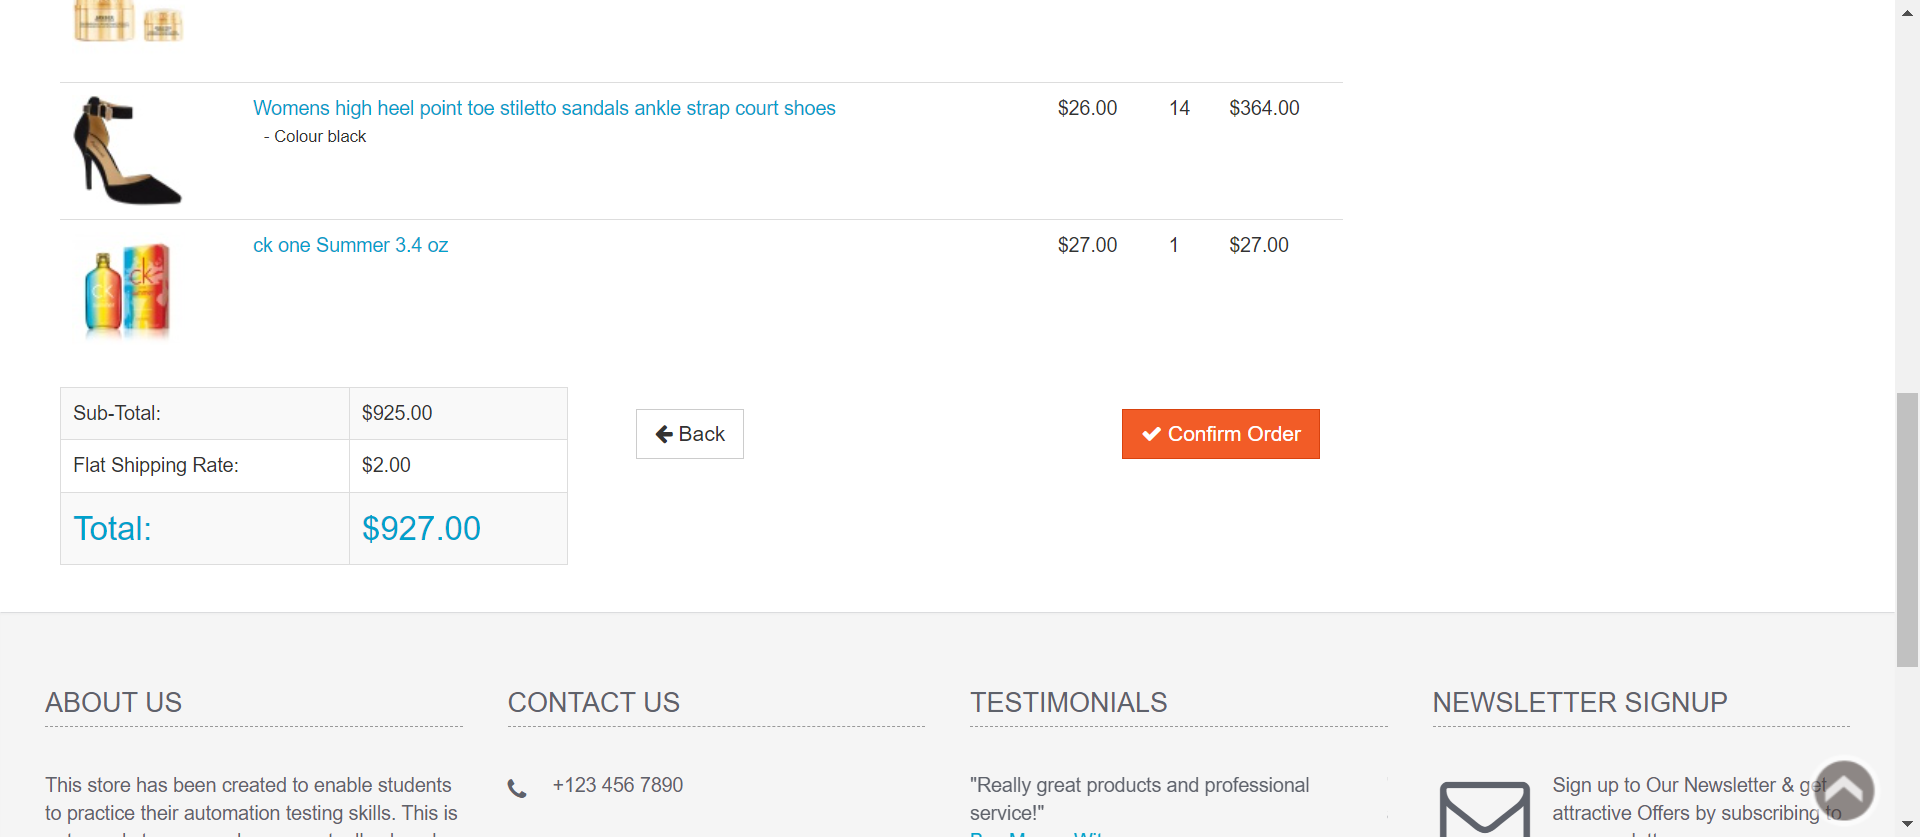 Womens high heel point toe stiletto sandals ankle strap court shoes $26.00 14 $364.00
- Colour black
ck one Summer 3.4 oz $27.00 1 $27.00
ck
ck
Sub-Total: $925.00
Flat Shipping Rate: $2.00
Total: $927.00
Back
Confirm Order
ABOUT US
This store has been created to enable students
to practice their automation testing skills. This is
CONTACT US
+123 456 7890
TESTIMONIALS
"Really great products and professional
service!"
NEWSLETTER SIGNUP
Sign up to Our Newsletter & get
attractive Offers by subscribing to